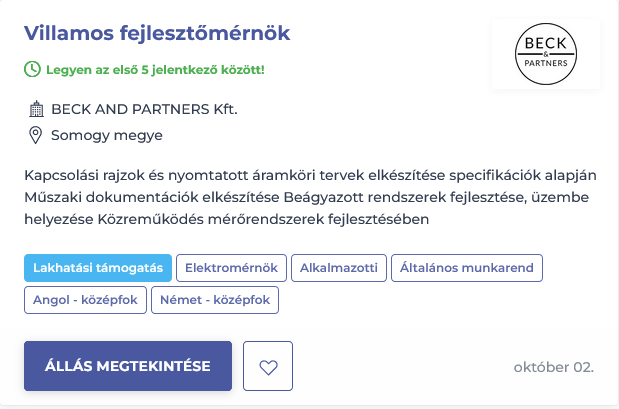 Villamos fejlesztőmérnök
BECK
&
PARTNERS
Legyen az első 5 jelentkező között!
BECK AND PARTNERS Kft.
Somogy megye
Kapcsolási rajzok és nyomtatott áramköri tervek elkészítése specifikációk alapján
Műszaki dokumentációk elkészítése Beágyazott rendszerek fejlesztése, üzembe
helyezése Közreműködés mérőrendszerek fejlesztésében
Lakhatási támogatás Elektromérnök Alkalmazotti Általános munkarend
Angol - középfok Német - középfok
ÁLLÁS MEGTEKINTÉSE október 02.